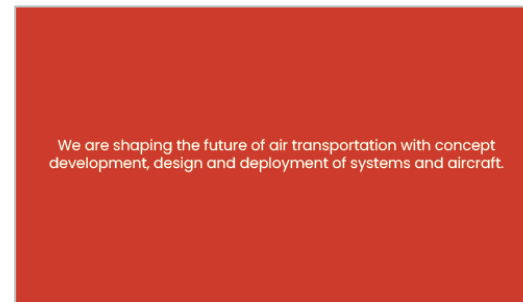 We are shaping the future of air transportation with concept
development, design and deployment of systems and aircraft.